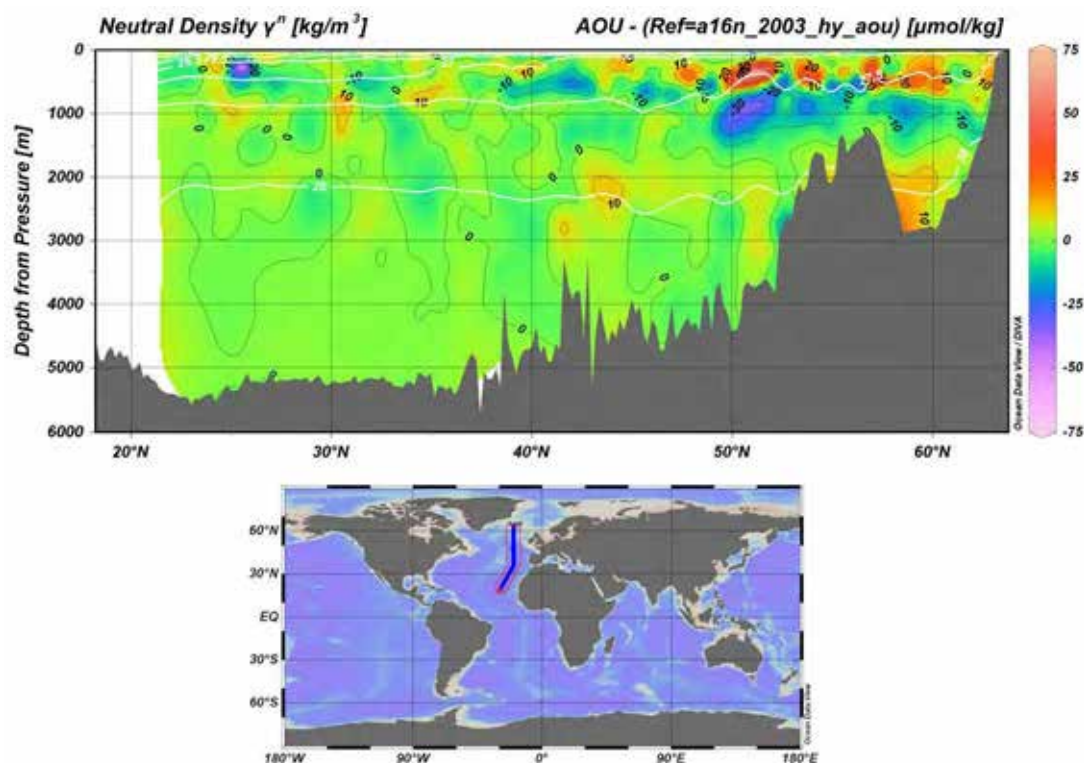 Neutral Density γⁿ [kg/m³] AOU - (Ref=a16n_2003_hy_aou) [µmol/kg]
Depth from Pressure [m]
0
1000
2000
3000
4000
5000
6000
20°N 30°N 40°N 50°N 60°N
75
50
25
0
-25
-50
-75
Ocean Data View / DIVA
60°N
30°N
EQ
30°S
60°S
180°W 90°W 0° 90°E 180°E
Ocean Data View